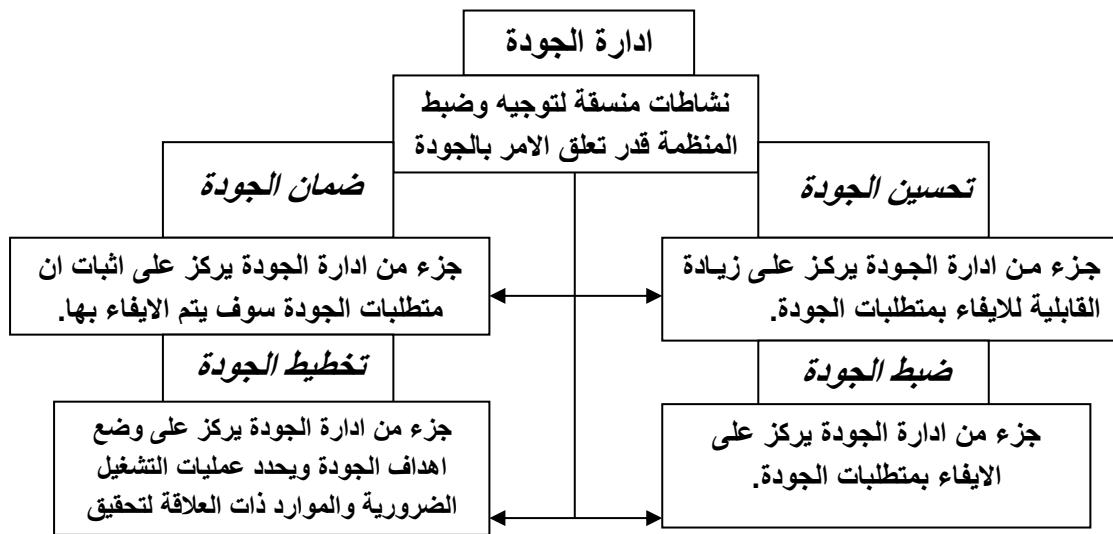 ادارة الجودة
نشاطات منسقة لتوجيه وضبط
المنظمة قدر تعلق الامر بالجودة
تحسين الجودة
جزء من ادارة الجودة يركز على زيادة
القابلية للايفاء بمتطلبات الجودة.
ضمان الجودة
جزء من ادارة الجودة يركز على اثبات ان
متطلبات الجودة سوف يتم الايفاء بها.
ضبط الجودة
جزء من ادارة الجودة يركز على
الايفاء بمتطلبات الجودة.
تخطيط الجودة
جزء من ادارة الجودة يركز على وضع
اهداف الجودة ويحدد عمليات التشغيل
الضرورية والموارد ذات العلاقة لتحقيق